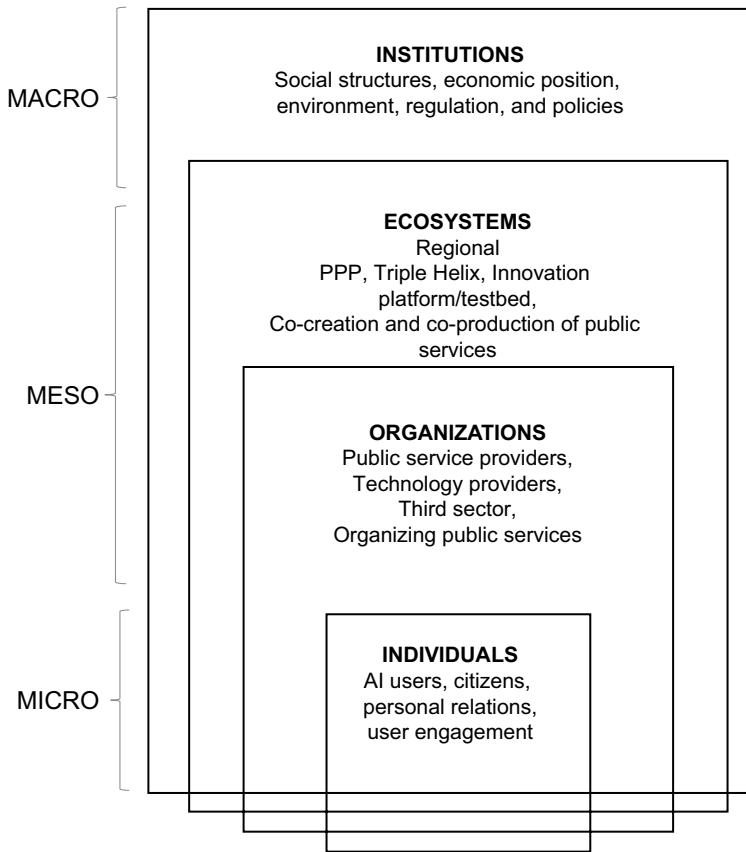 MACRO
INSTITUTIONS
Social structures, economic position,
environment, regulation, and policies
MESO
ECOSYSTEMS
Regional
PPP, Triple Helix, Innovation
platform/testbed,
Co-creation and co-production of public
services
ORGANIZATIONS
Public service providers,
Technology providers,
Third sector,
Organizing public services
MICRO
INDIVIDUALS
AI users, citizens,
personal relations,
user engagement